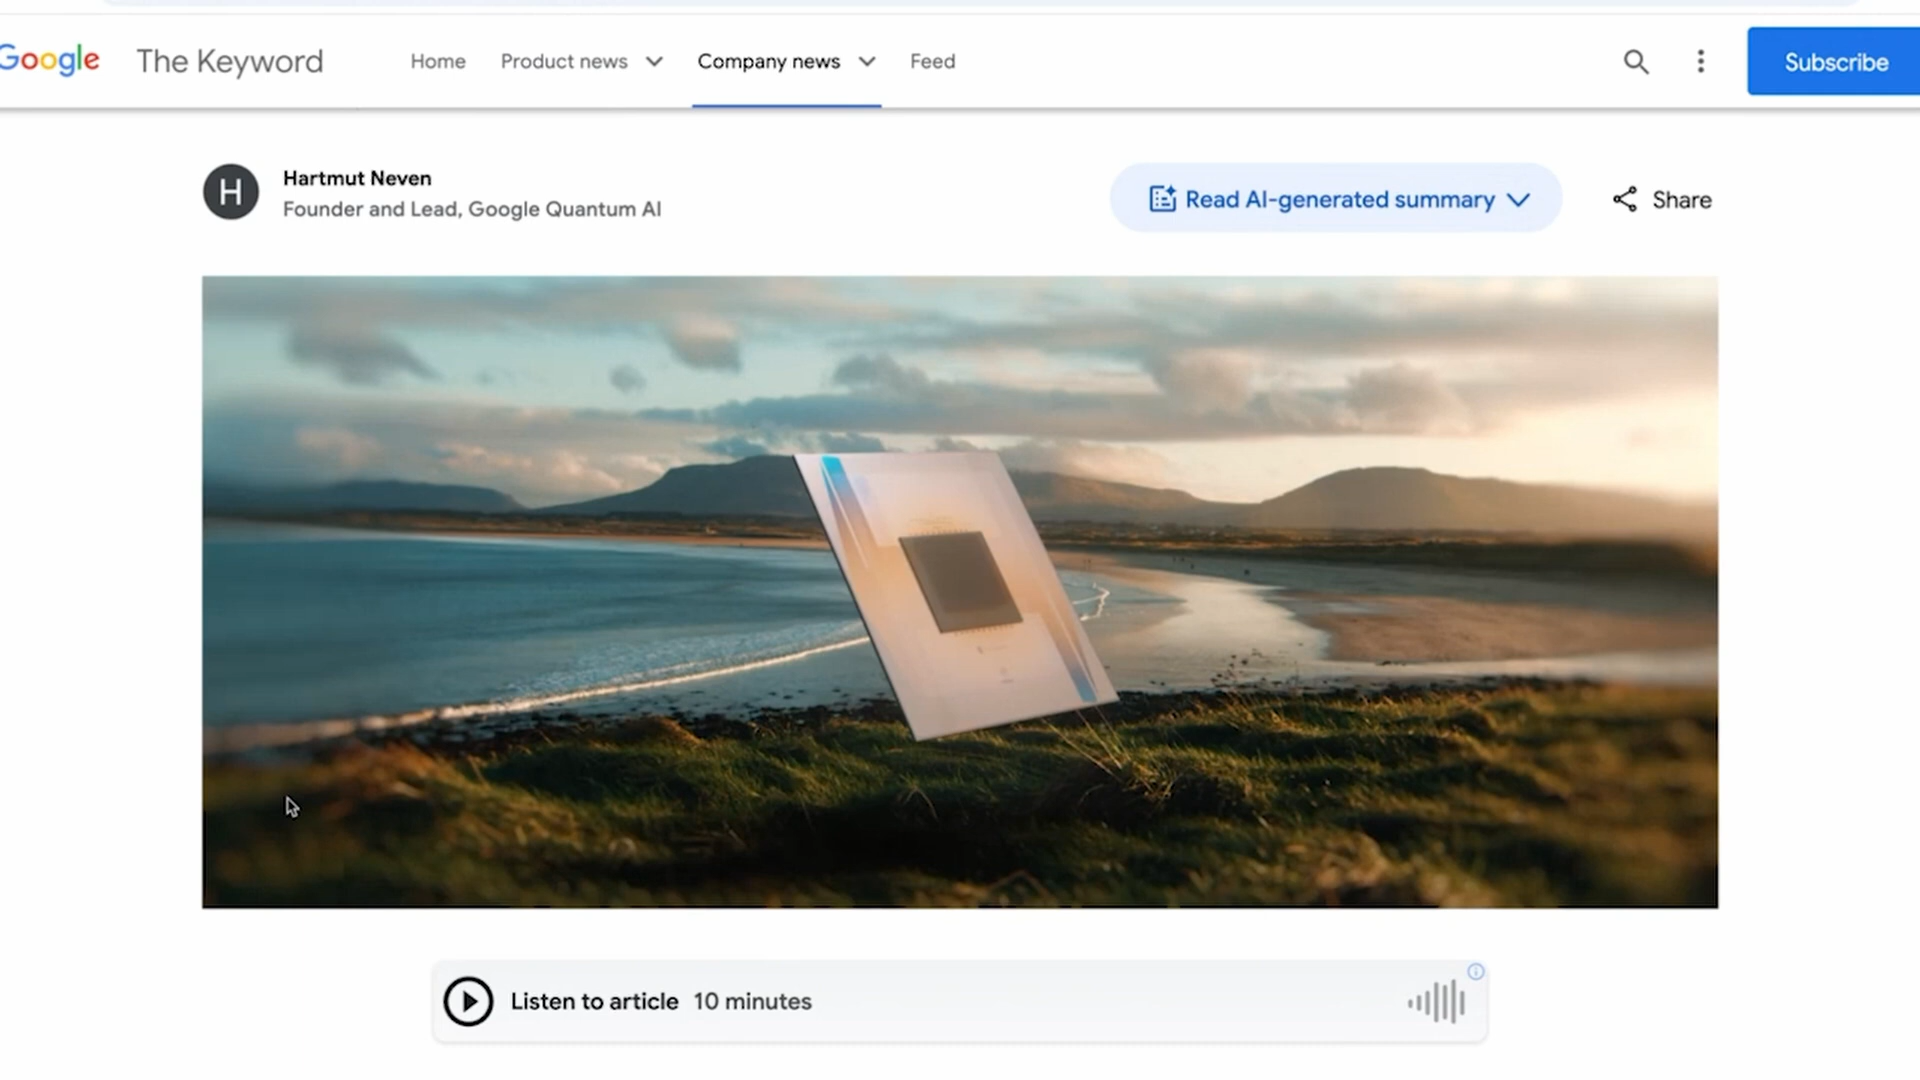 Google The Keyword Home Product news Company news Feed Subscribe
H
Hartmut Neven
Founder and Lead, Google Quantum AI
Read AI-generated summary
Share
Listen to article 10 minutes